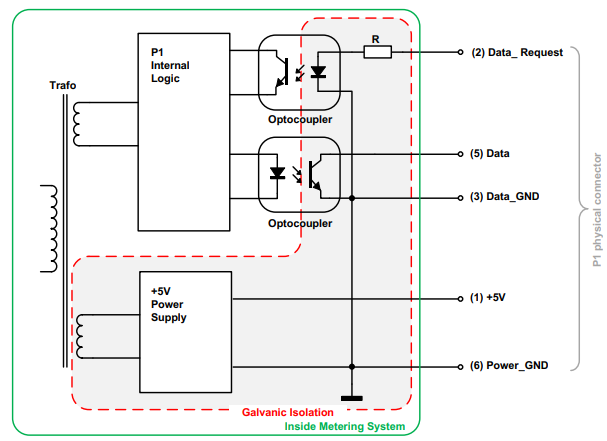 R
(2) Data_ Request
P1
Internal
Logic
Trafo
Optocoupler
(5) Data
(3) Data_GND
Optocoupler
P1 physical connector
+5V
Power
Supply
(1) +5V
(6) Power_GND
Galvanic Isolation
Inside Metering System